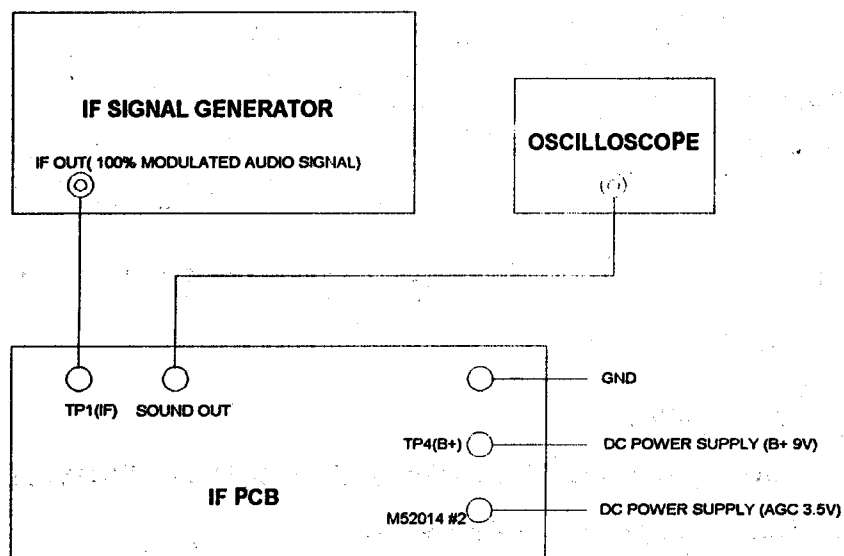 IF SIGNAL GENERATOR
IF OUT( 100% MODULATED AUDIO SIGNAL)
OSCILLOSCOPE
TP1(IF) SOUND OUT
GND
TP4(B+) DC POWER SUPPLY (B+ 9V)
IF PCB
M52014 #2 DC POWER SUPPLY (AGC 3.5V)